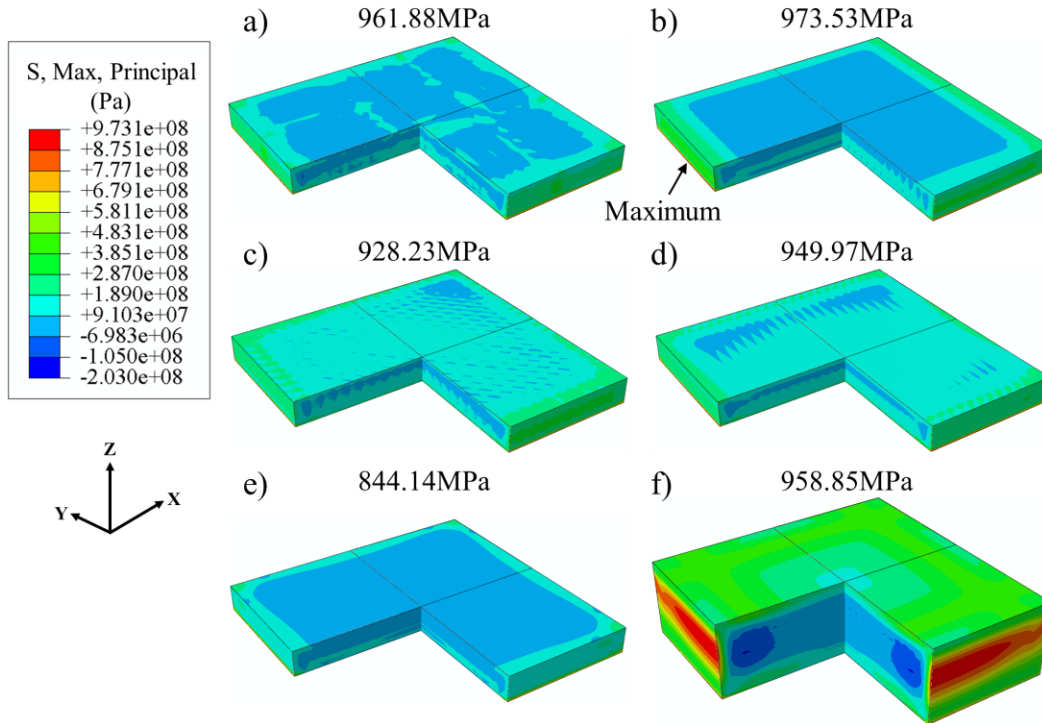 a) 961.88MPa
b) 973.53MPa
S, Max, Principal
(Pa)
+9.731e+08
+8.751e+08
+7.771e+08
+6.791e+08
+5.811e+08
+4.831e+08
+3.851e+08
+2.870e+08
+1.890e+08
+9.103e+07
-6.983e+06
-1.050e+08
-2.030e+08
Maximum
c) 928.23MPa
d) 949.97MPa
Z
Y
X
e) 844.14MPa
f) 958.85MPa